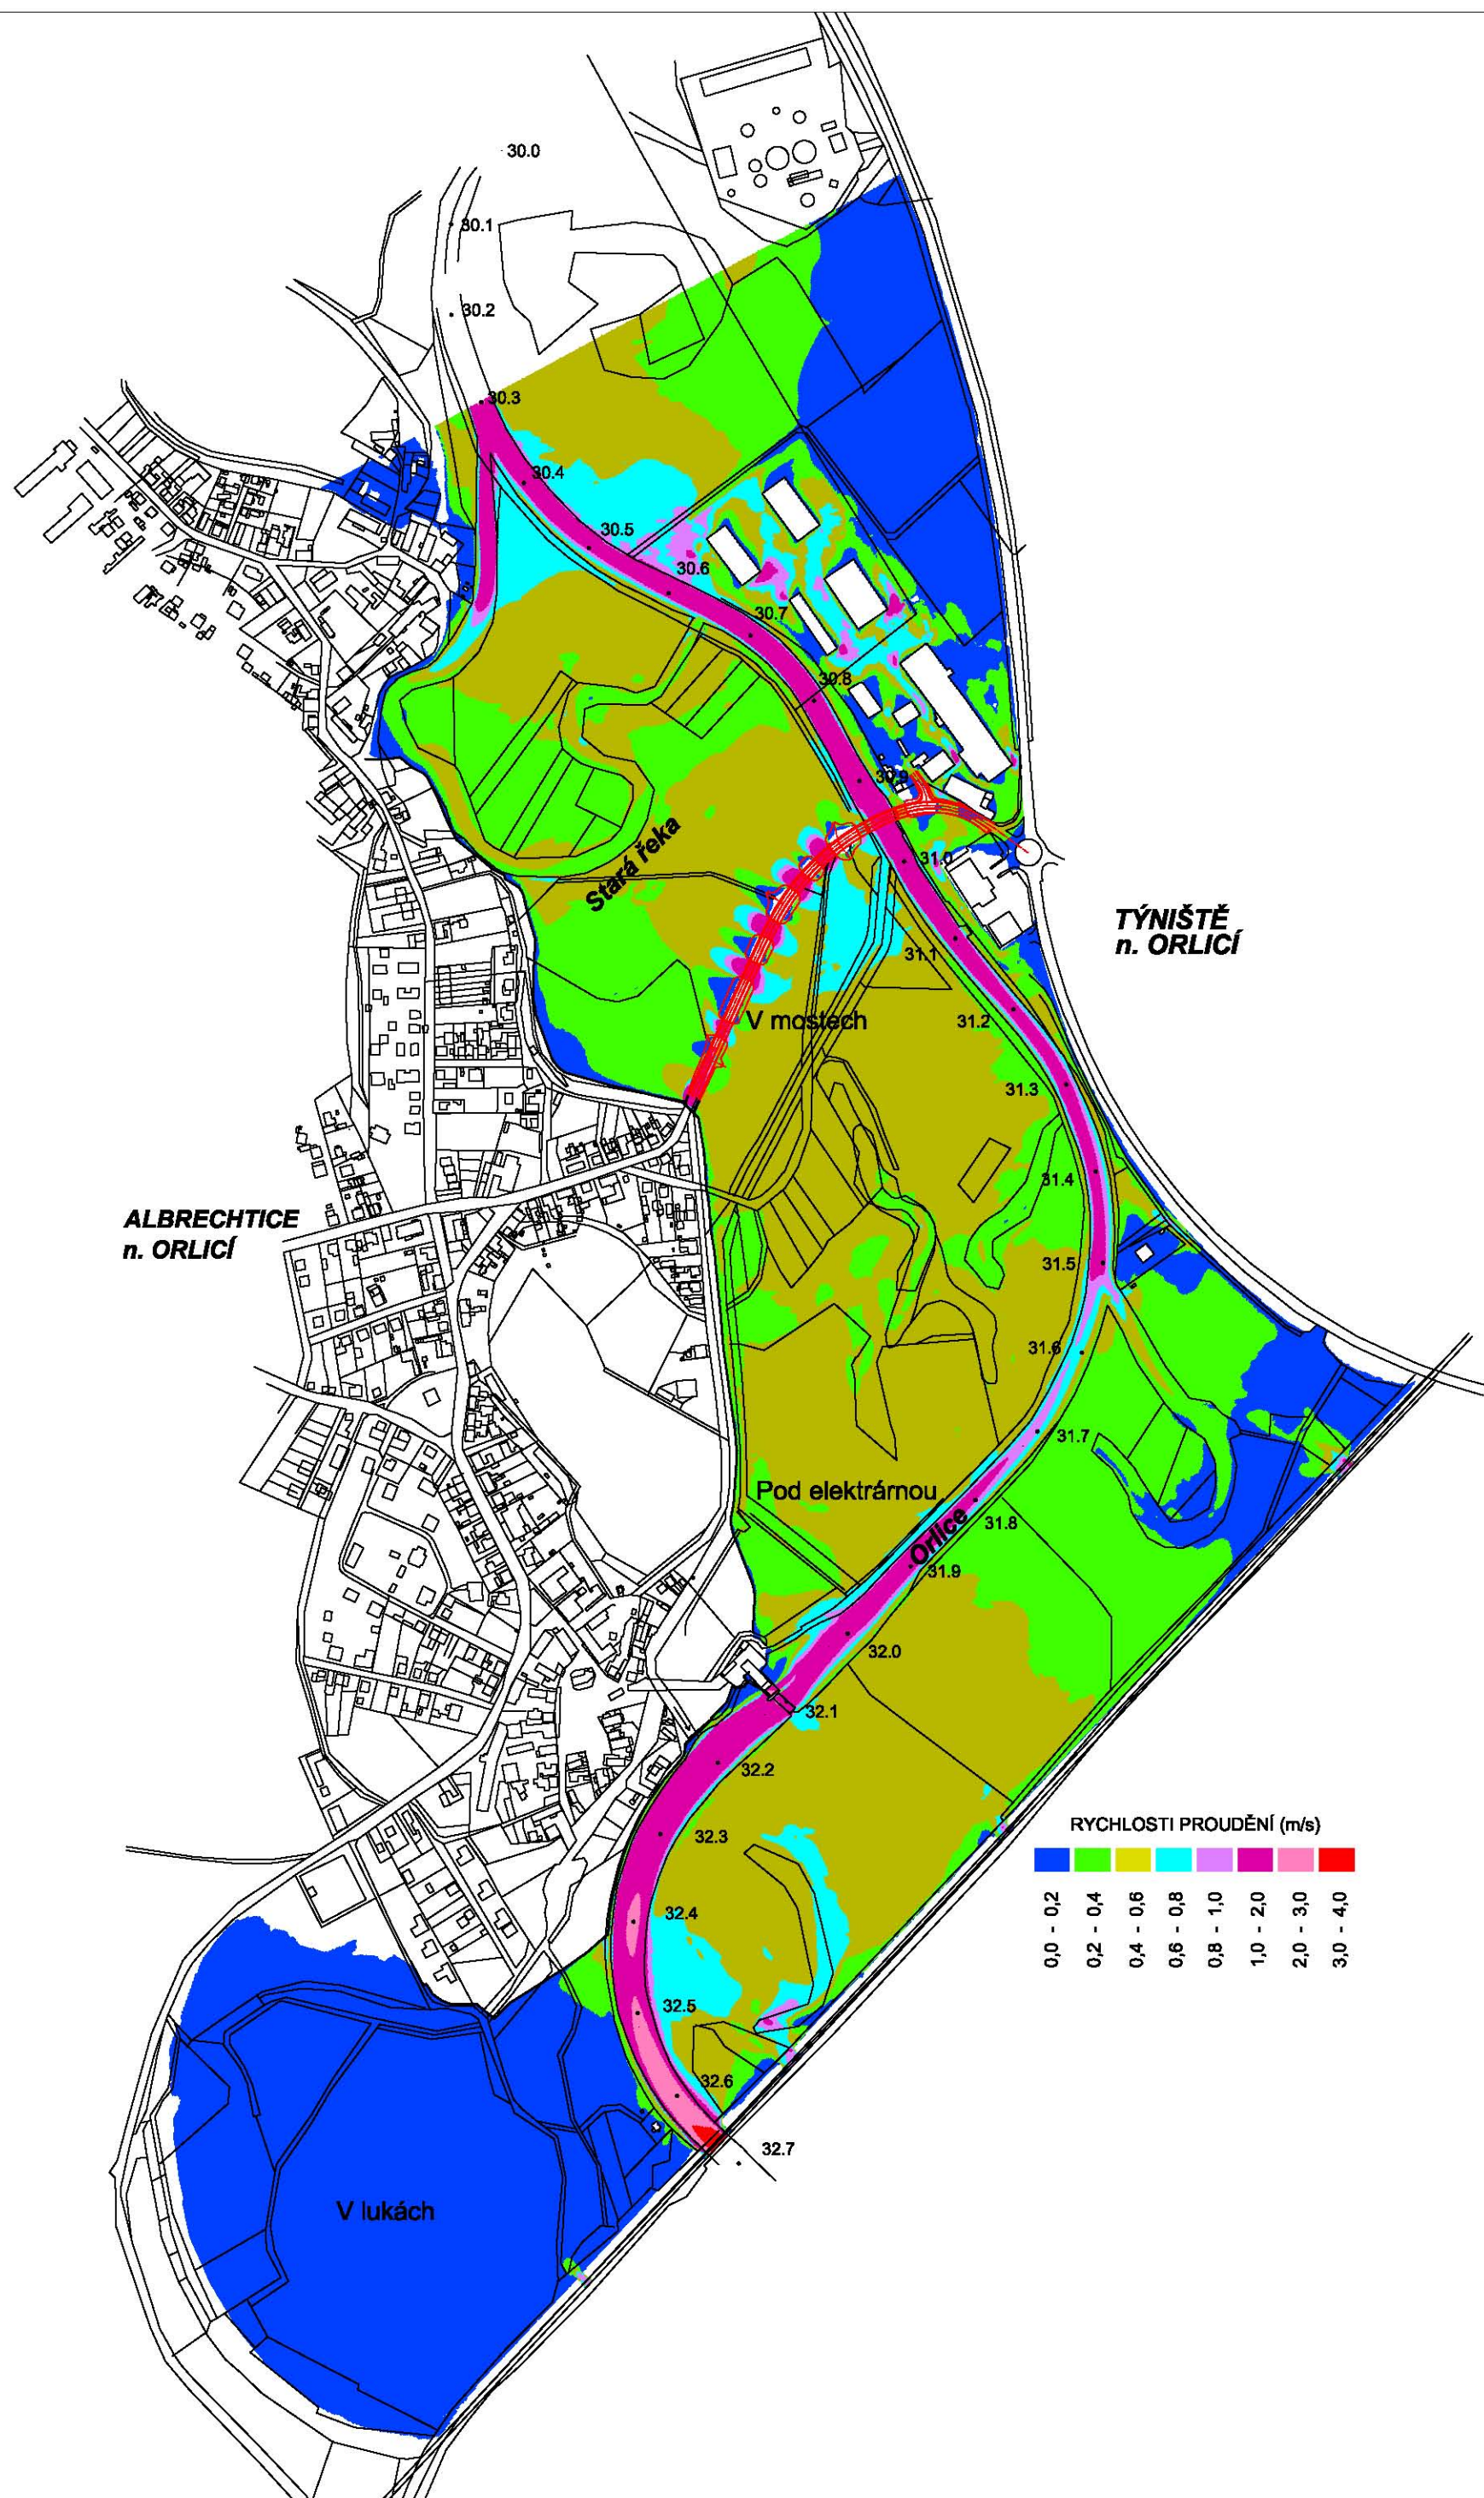 30.0
30.1
30.2
30.3
30.4
30.5
30.6
30.7
30.8
30.9
31.0
Stará řeka
TÝNIŠTĚ
n. ORLICÍ
31.1
V mostech
31.2
31.3
31.4
ALBRECHTICE
n. ORLICÍ
31.5
31.6
31.7
Pod elektrárnou
31.8
Orlice
31.9
32.0
32.1
32.2
RYCHLOSTI PROUDĚNÍ (m/s)
32.3
0,0 - 0,2
0,2 - 0,4
0,4 - 0,6
0,6 - 0,8
0,8 - 1,0
1,0 - 2,0
2,0 - 3,0
3,0 - 4,0
32.4
32.5
32.6
32.7
V lukách